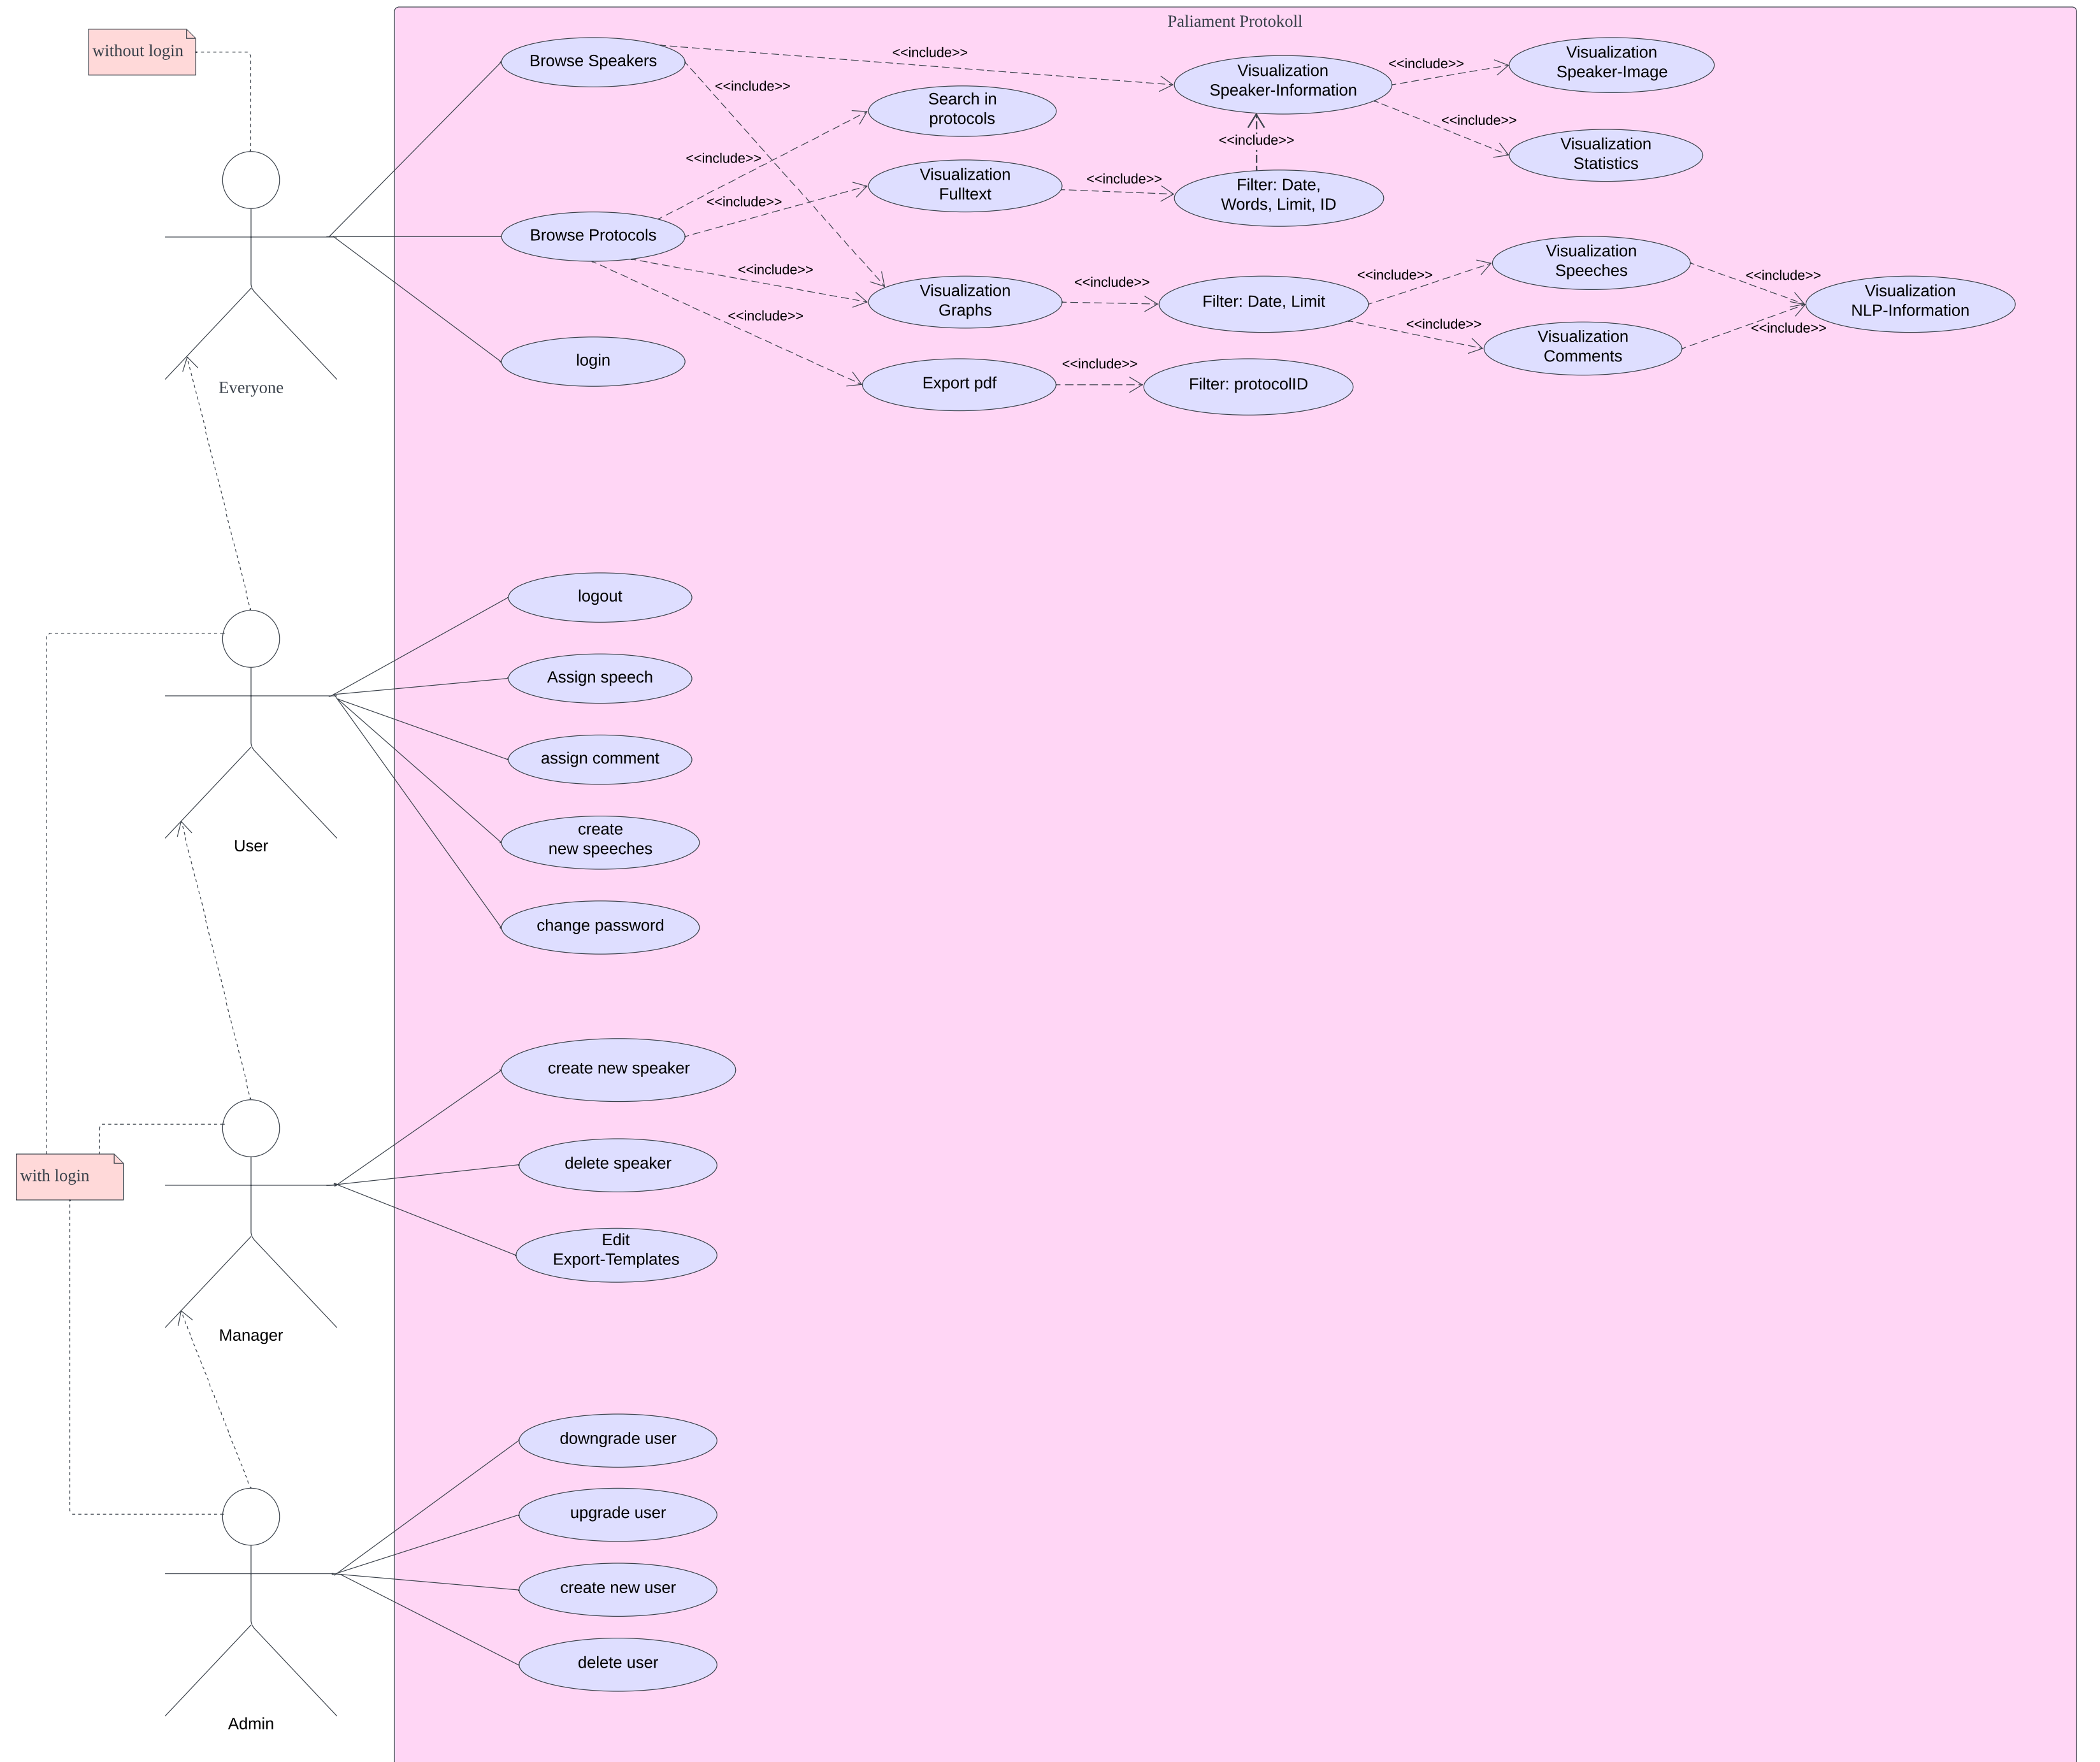 Paliament Protokoll
without login
Browse Speakers
<<include>>
Visualization
Speaker-Information
<<include>>
Visualization
Speaker-Image
<<include>>
Search in
protocols
<<include>>
Visualization
Statistics
<<include>>
<<include>>
Visualization
Fulltext
<<include>>
Filter: Date,
Words, Limit, ID
<<include>>
Browse Protocols
<<include>>
Visualization
Graphs
<<include>>
Filter: Date, Limit
<<include>>
Visualization
Speeches
<<include>>
Visualization
NLP-Information
<<include>>
<<include>>
Visualization
Comments
<<include>>
login
Export pdf
<<include>>
Filter: protocolID
Everyone
logout
Assign speech
assign comment
create
new speeches
User
change password
create new speaker
with login
delete speaker
Edit
Export-Templates
Manager
downgrade user
upgrade user
create new user
delete user
Admin